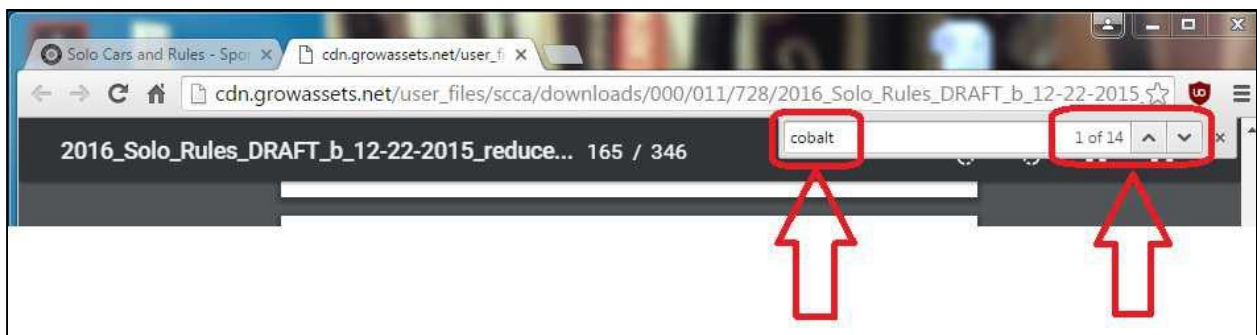 Solo Cars and Rules - Spor
cdn.growassets.net/user_fi
cdn.growassets.net/user_files/scca/downloads/000/011/728/2016_Solo_Rules_DRAFT_b_12-22-2015
2016_Solo_Rules_DRAFT_b_12-22-2015_reduce... 165 / 346
cobalt 1 of 14